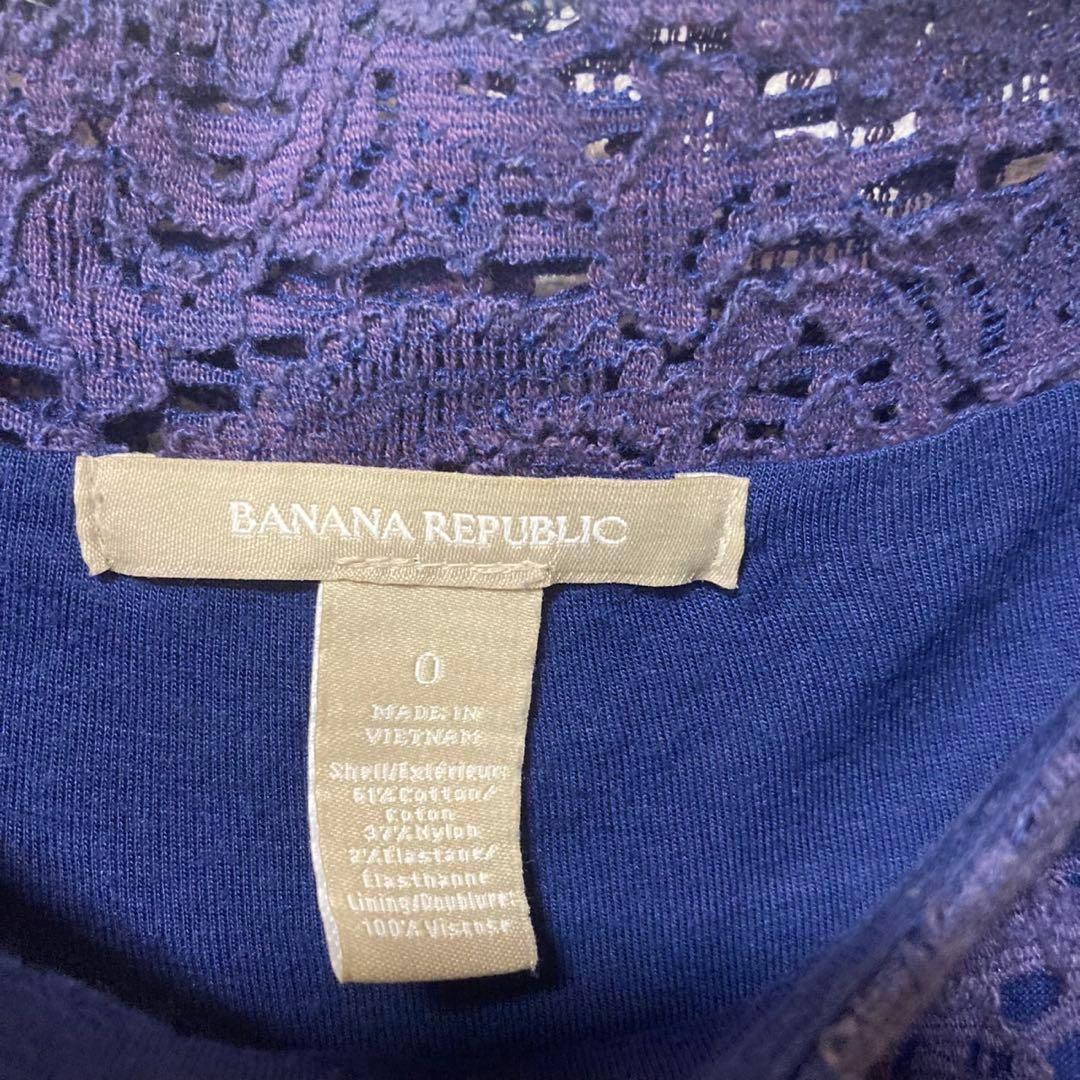 BANANA REPUBLIC
0
MADE IN
VIETNAM
Shell/Extérieur:
61% Cotton/
Coton
37% Nylon
2% Elastane/
Élasthanne
Lining/Doublure:
100% Viscose